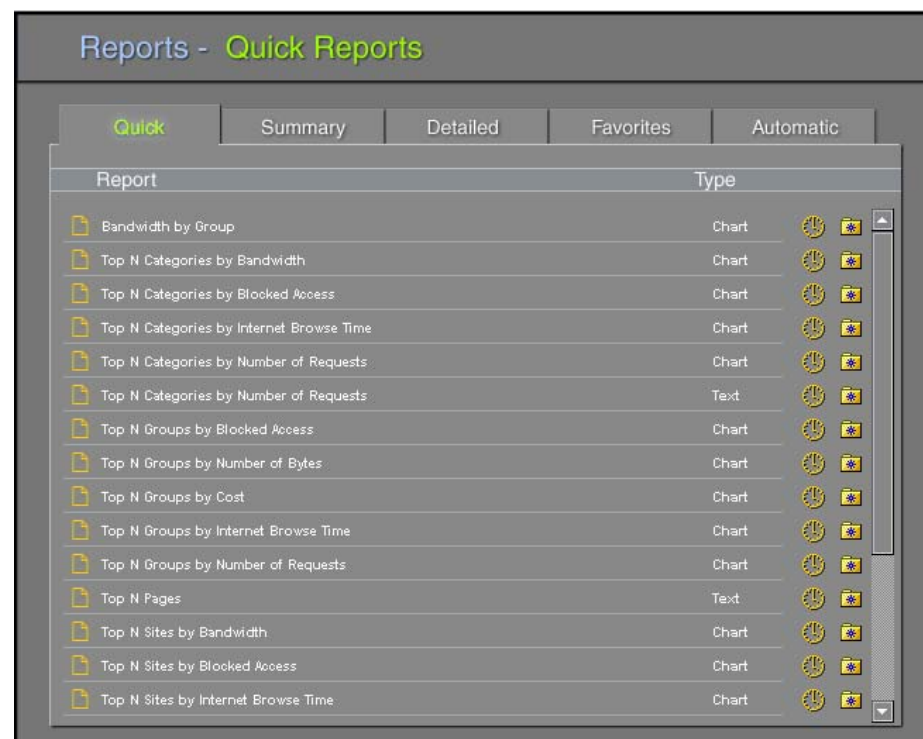 Reports - Quick Reports
Quick Summary Detailed Favorites Automatic
Report Type
Bandwidth by Group Chart
Top N Categories by Bandwidth Chart
Top N Categories by Blocked Access Chart
Top N Categories by Internet Browse Time Chart
Top N Categories by Number of Requests Chart
Top N Categories by Number of Requests Text
Top N Groups by Blocked Access Chart
Top N Groups by Number of Bytes Chart
Top N Groups by Cost Chart
Top N Groups by Internet Browse Time Chart
Top N Groups by Number of Requests Chart
Top N Pages Text
Top N Sites by Bandwidth Chart
Top N Sites by Blocked Access Chart
Top N Sites by Internet Browse Time Chart